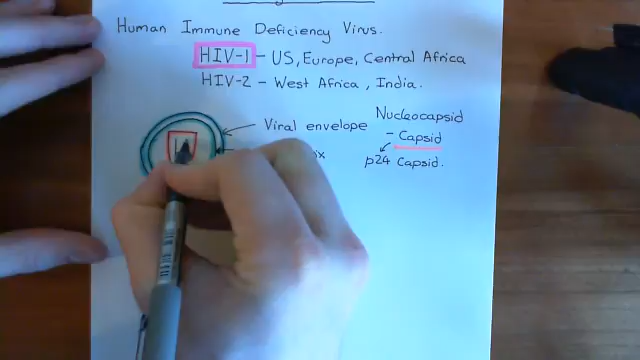 Human Immune Deficiency Virus.
HIV-1 - US, Europe, Central Africa
HIV-2 - West Africa, India.
Nucleocapsid
Viral envelope
- Capsid
p24 Capsid.